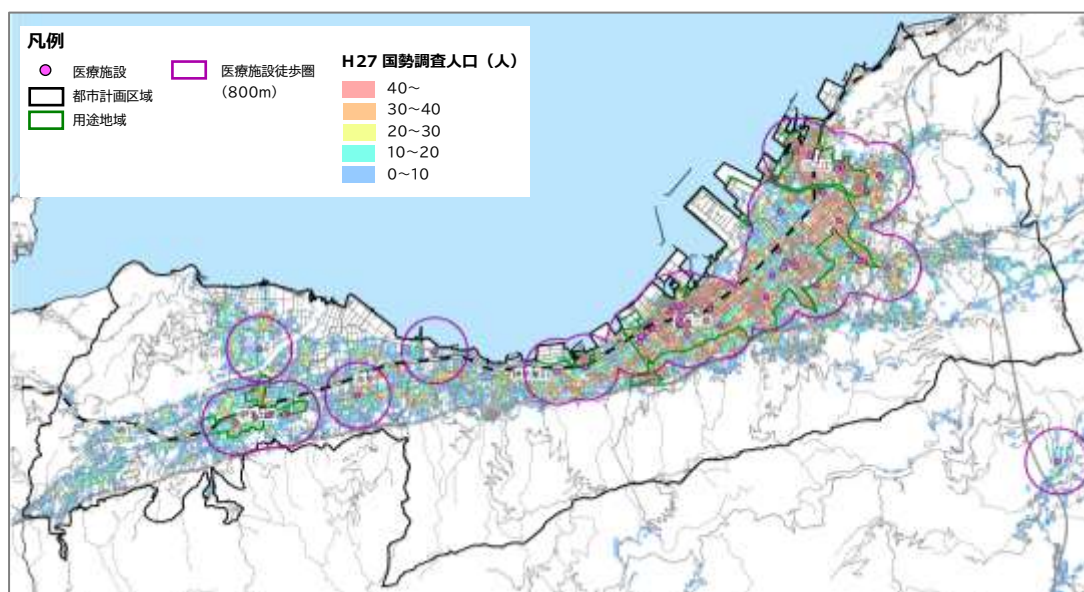 凡例
医療施設
医療施設徒歩圏
(800m)
都市計画区域
用途地域
H27 国勢調査人口（人）
40～
30～40
20～30
10～20
0～10